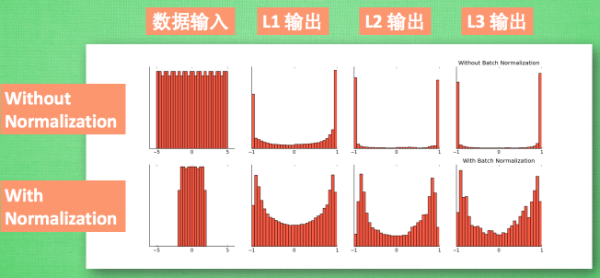 数据输入 L1 输出 L2 输出 L3 输出
Without Batch Normalization
Without
Normalization
-5 0 5 -1 0 1 -1 0 1 -1 0 1
With Batch Normalization
With
Normalization
-5 0 5 -1 0 1 -1 0 1 -1 0 1